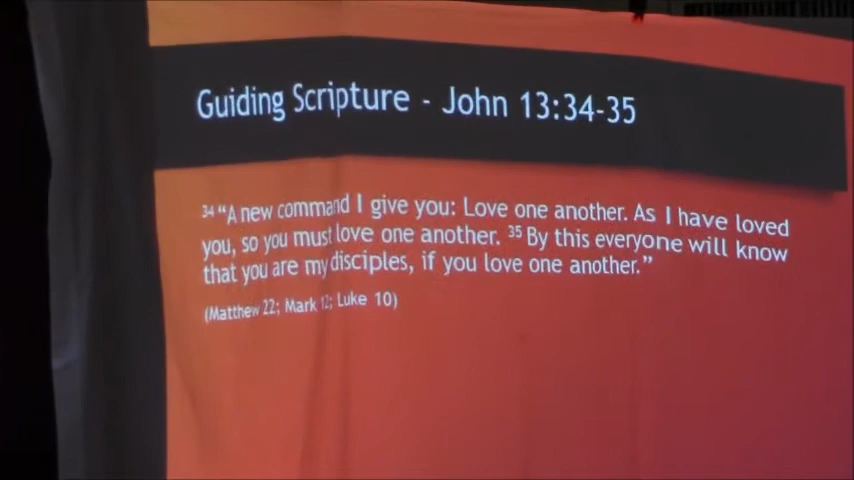 Guiding Scripture - John 13:34-35
34 “A new command I give you: Love one another. As I have loved
you, so you must love one another. 35 By this everyone will know
that you are my disciples, if you love one another.”
(Matthew 22; Mark 12; Luke 10)